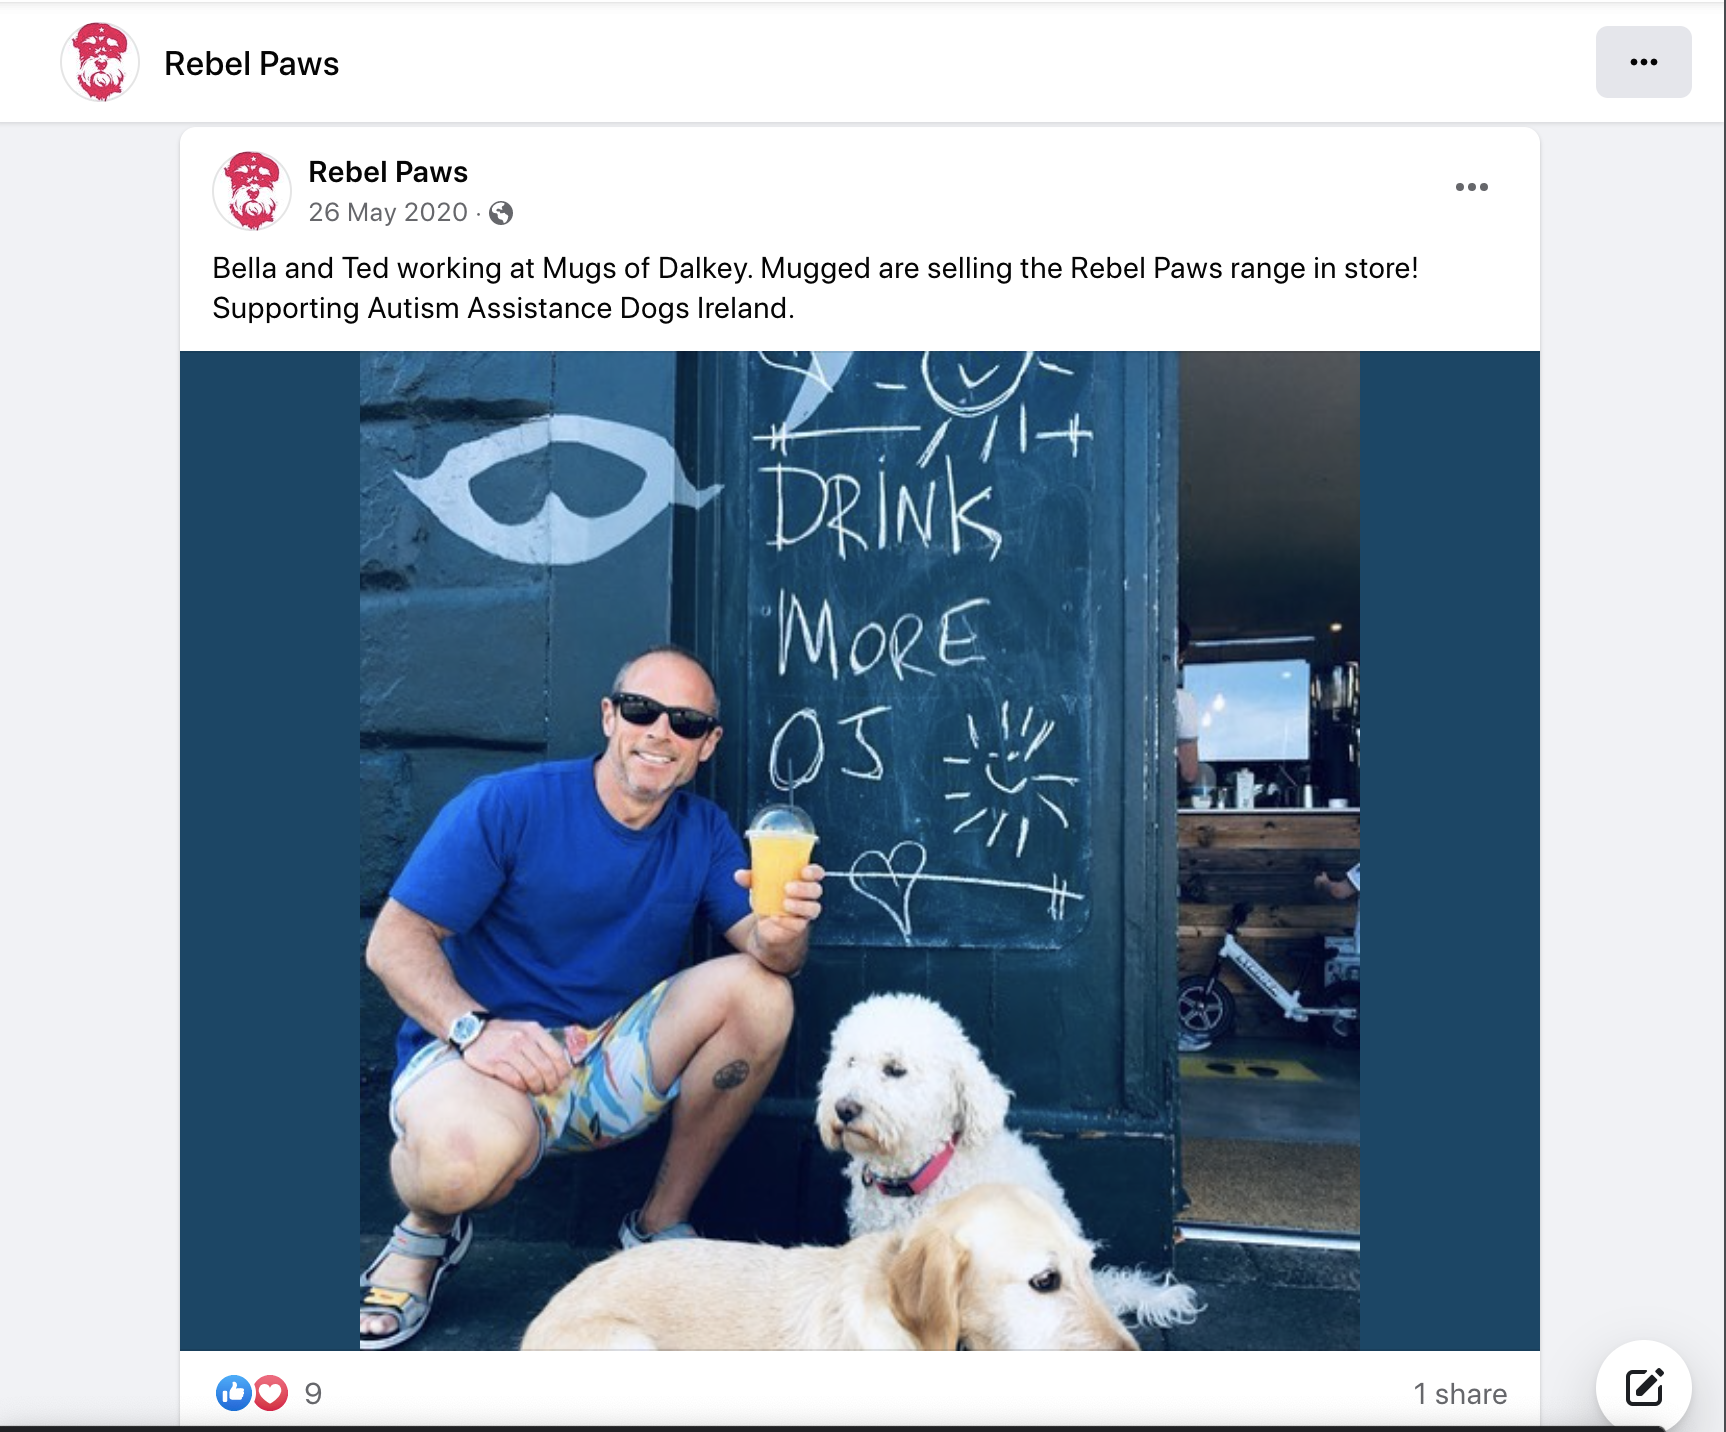 Rebel Paws
Rebel Paws
26 May 2020 ·
Bella and Ted working at Mugs of Dalkey. Mugged are selling the Rebel Paws range in store!
Supporting Autism Assistance Dogs Ireland.
DRINK
MORE
OJ
9
1 share